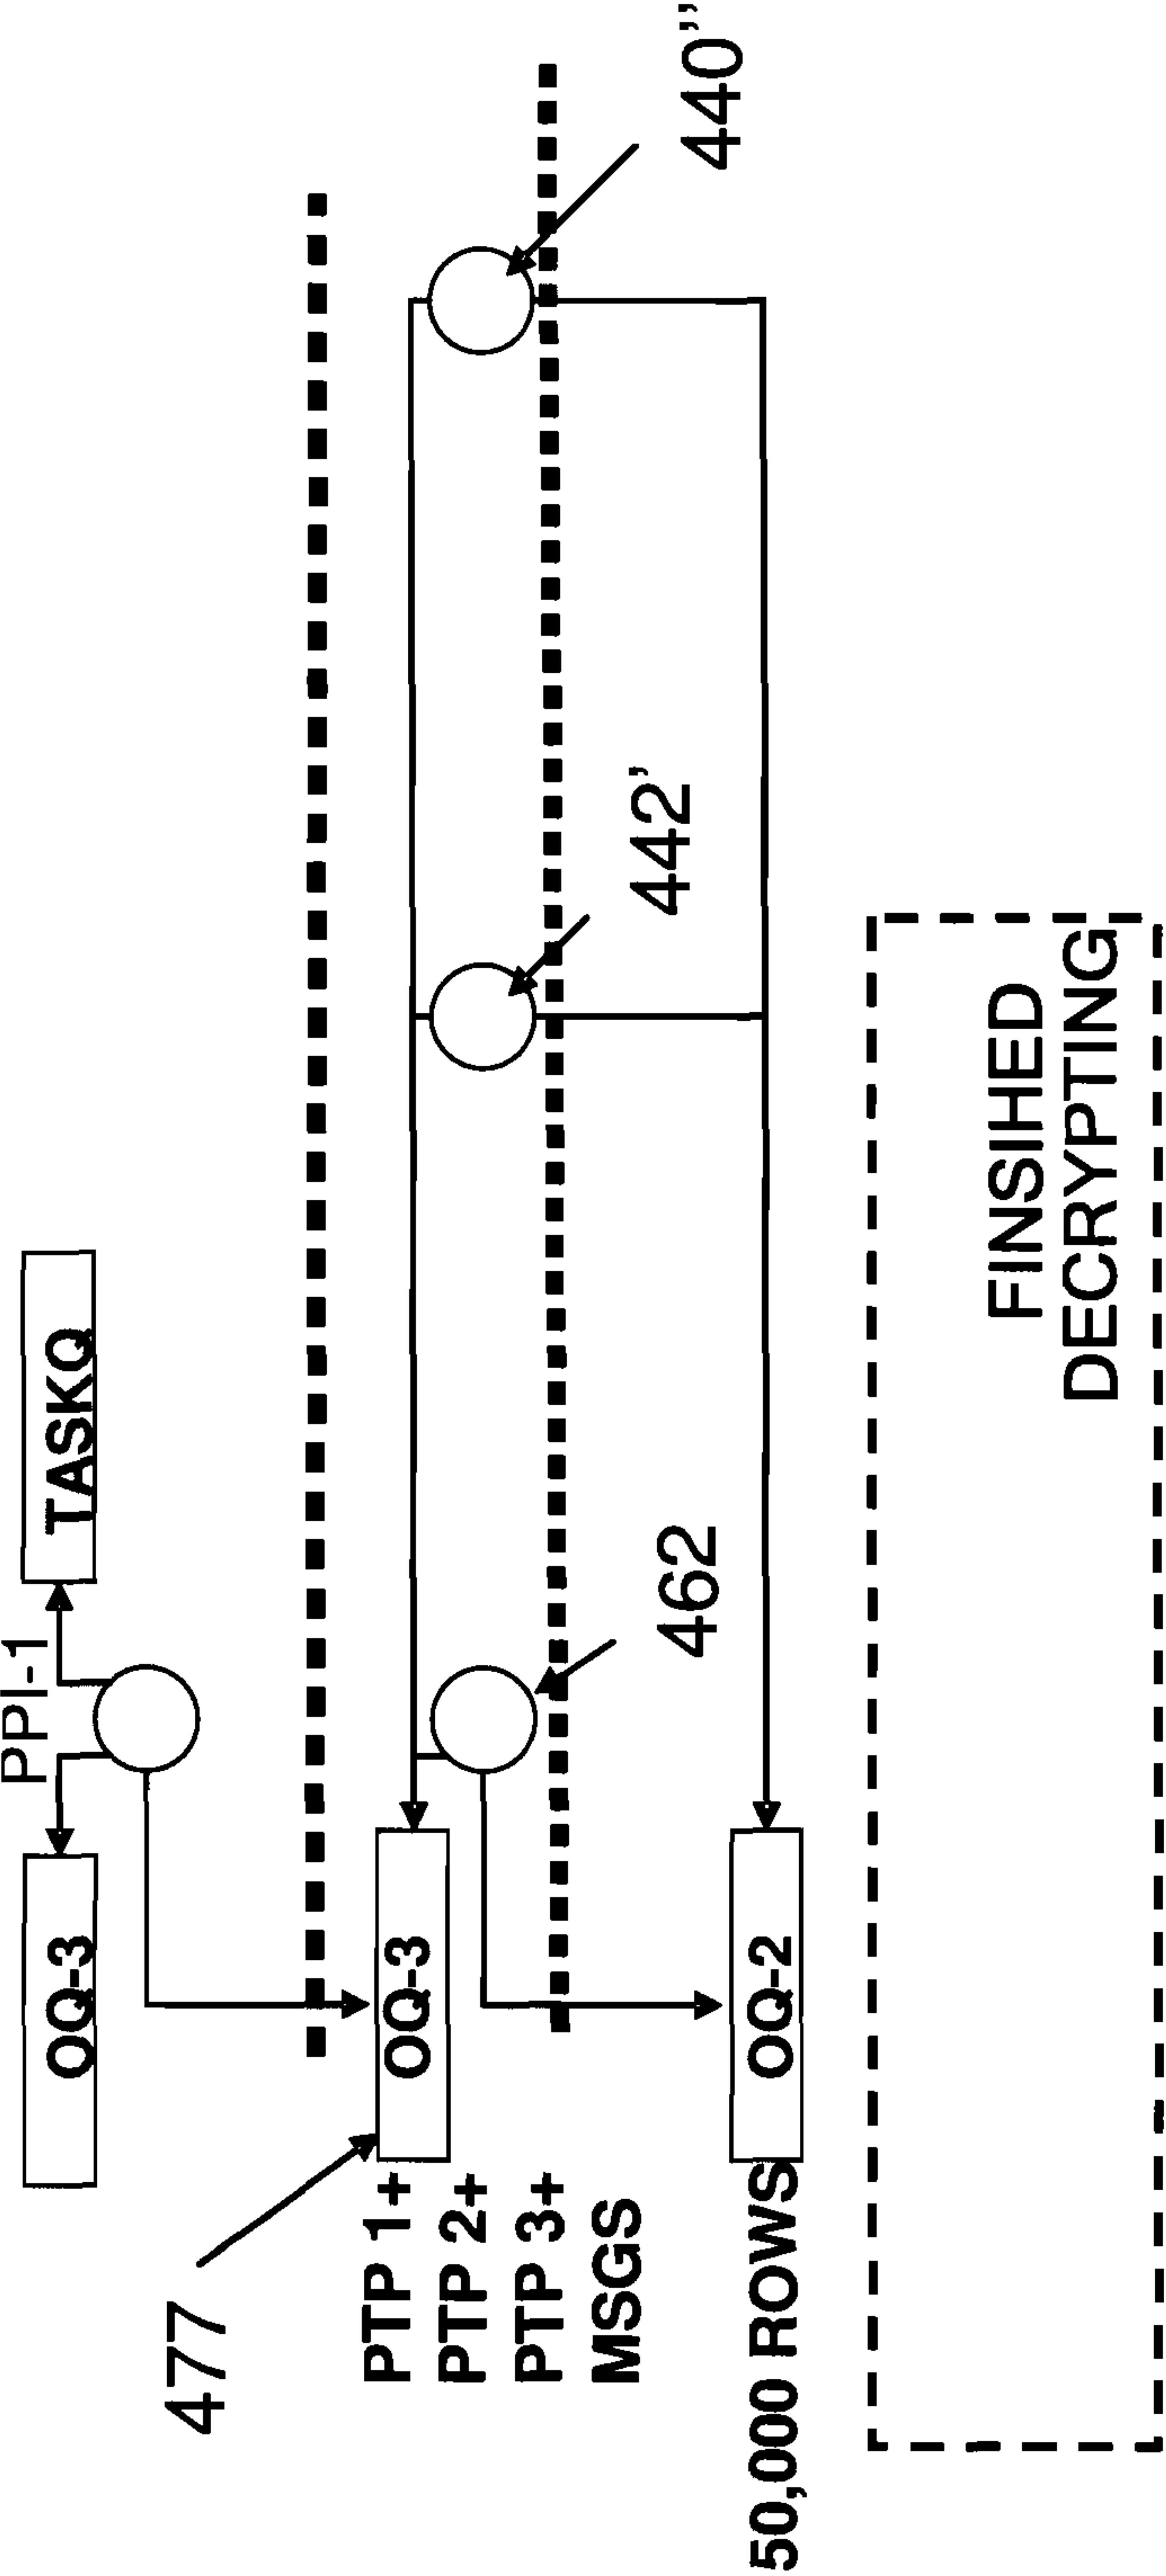 PPI-1
OQ-3
TASKQ
477
PTP 1+
PTP 2+
PTP 3+
MSGS
OQ-3
462
442’
440”
50,000 ROWS
OQ-2
FINSIHED
DECRYPTING